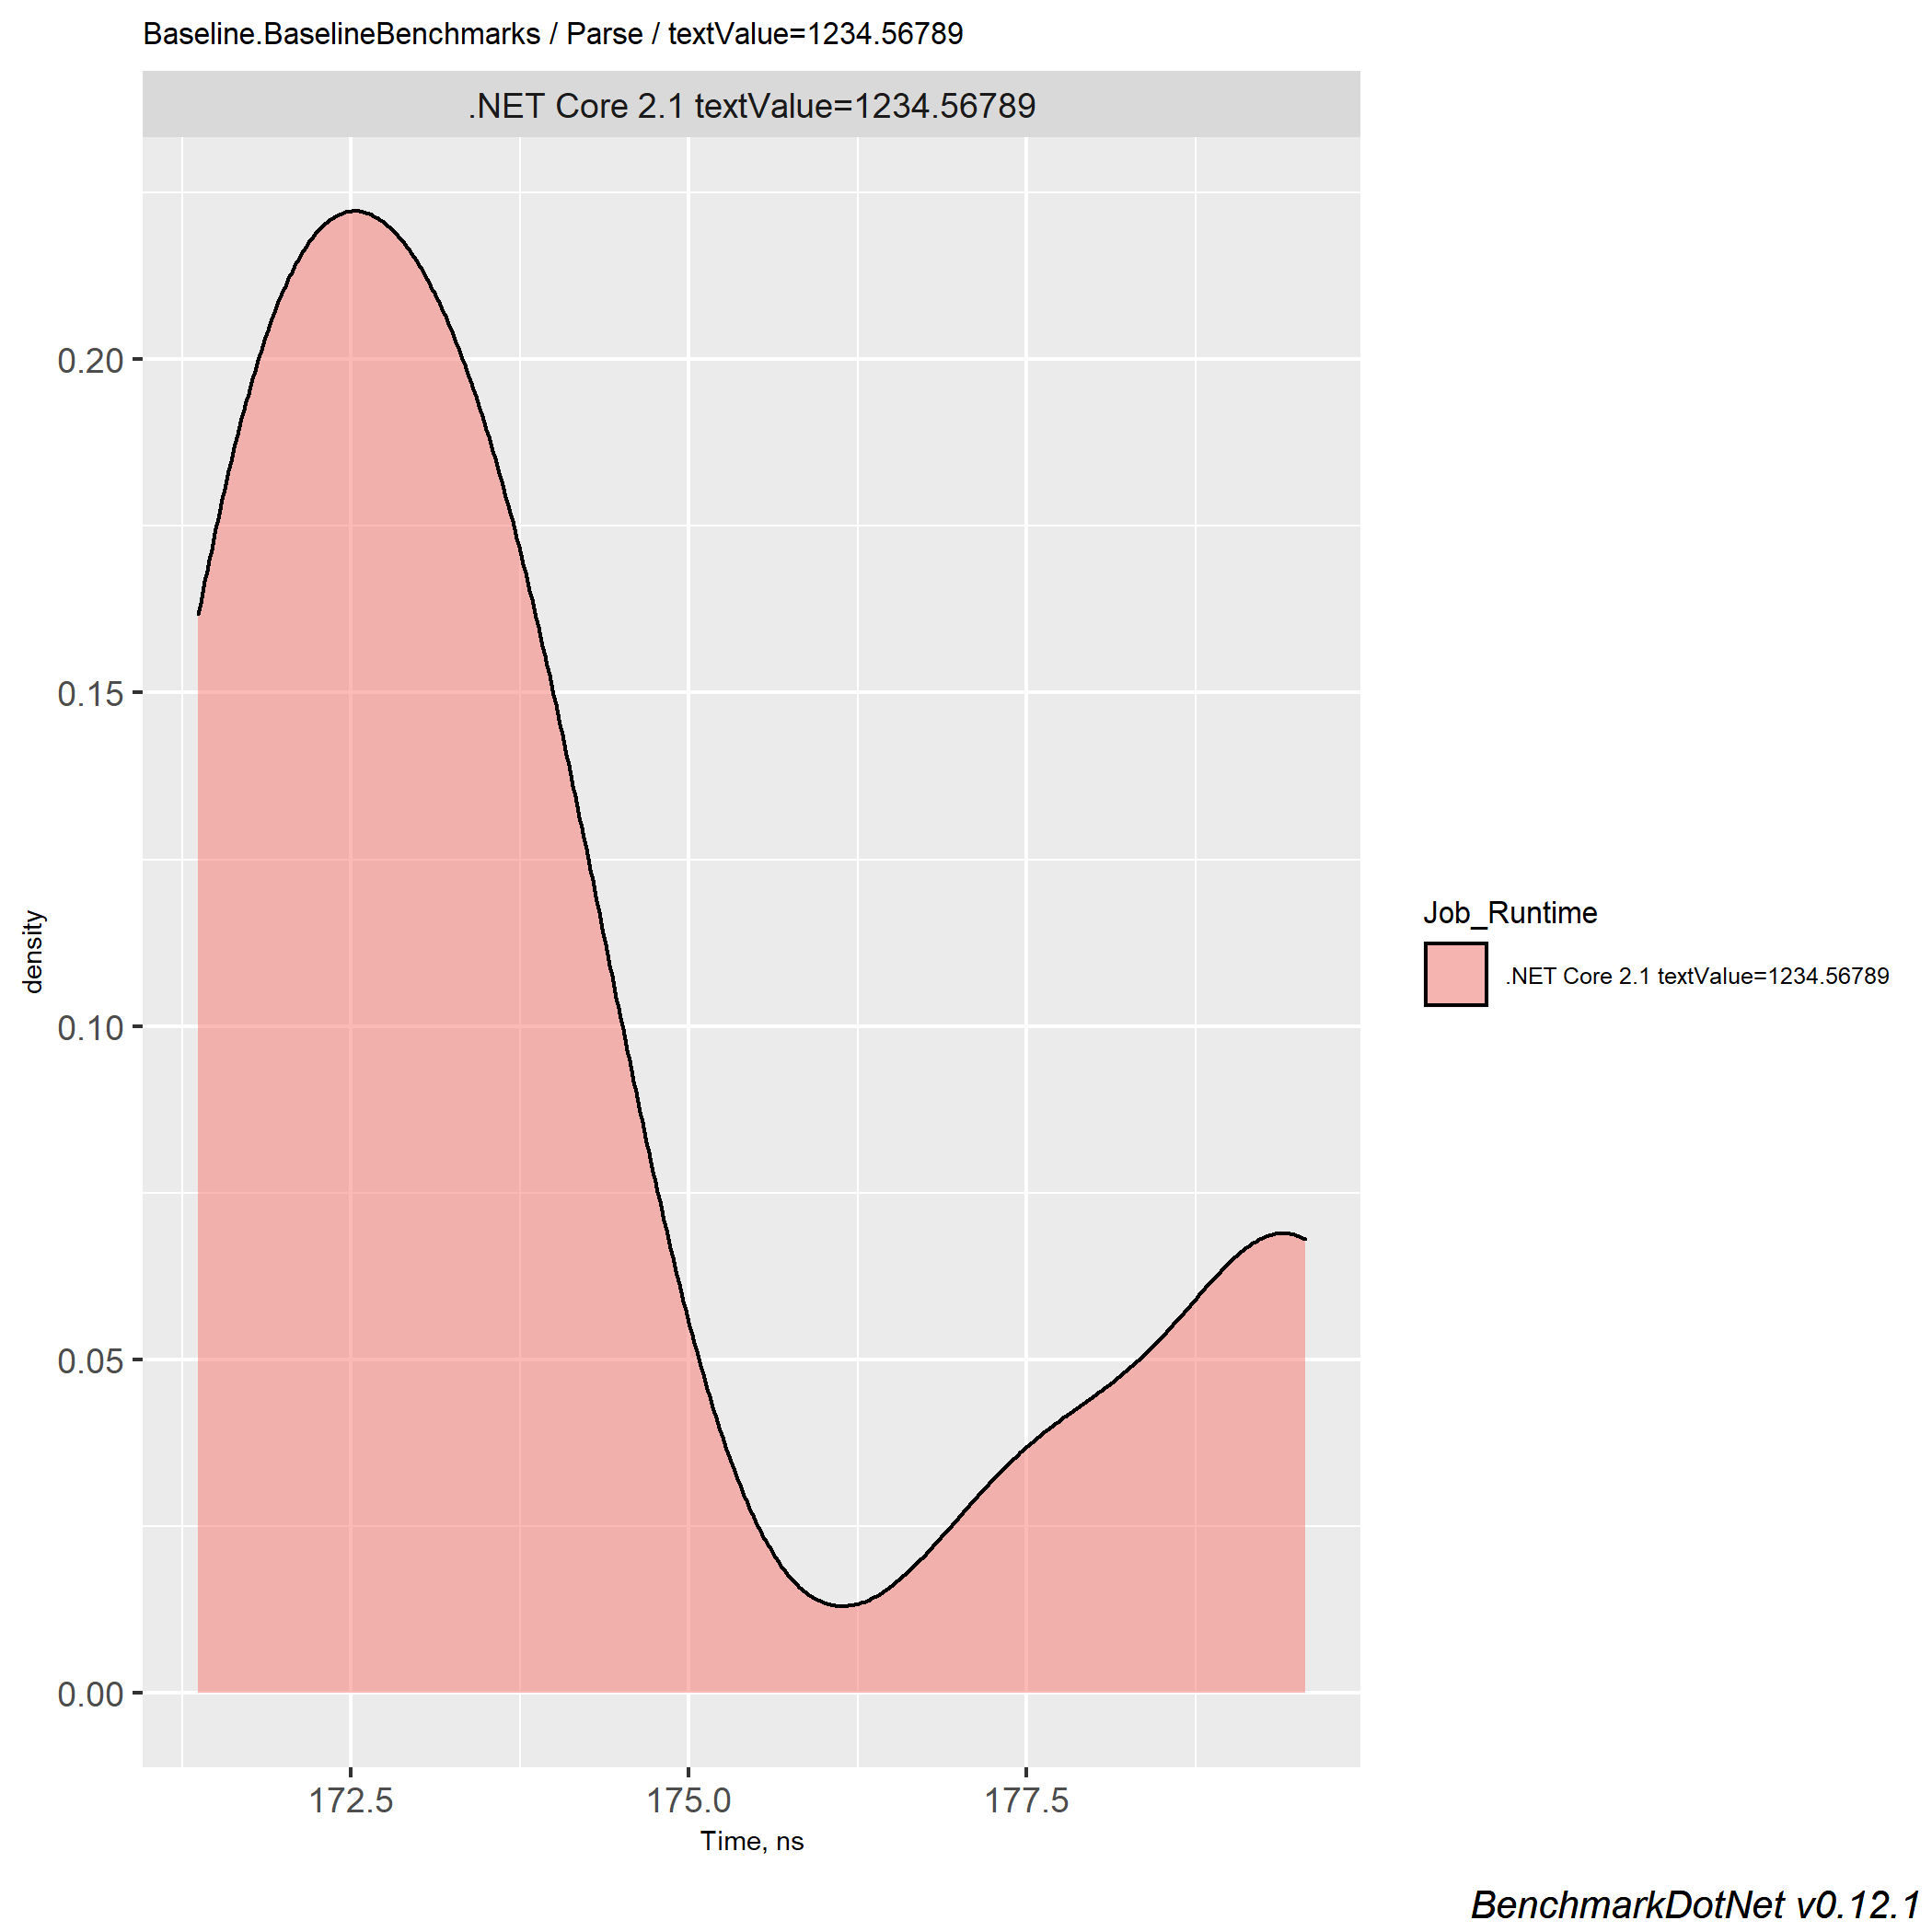 Baseline.BaselineBenchmarks / Parse / textValue=1234.56789
.NET Core 2.1 textValue=1234.56789
0.20
0.15
0.10
0.05
0.00
density
172.5 175.0 177.5
Time, ns
Job_Runtime
.NET Core 2.1 textValue=1234.56789
BenchmarkDotNet v0.12.1